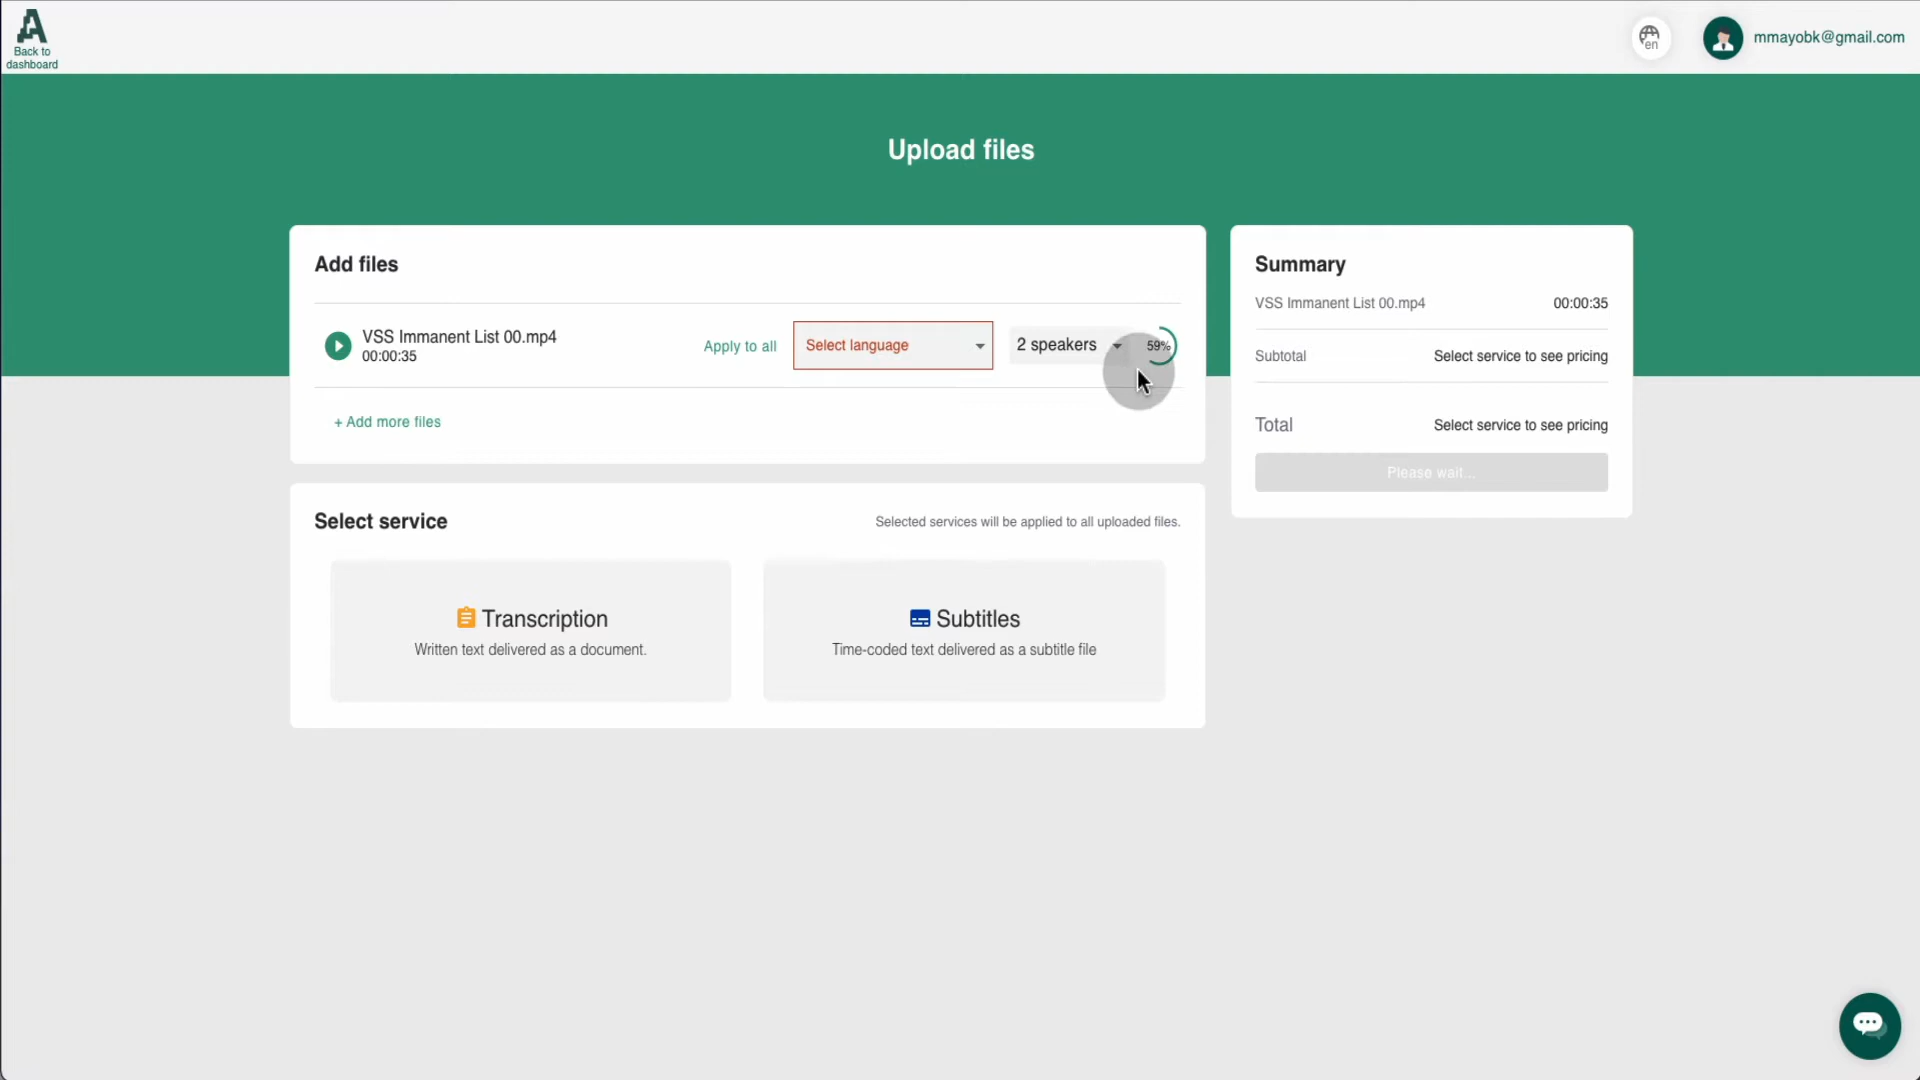 Back to
dashboard
en
mmayobk@gmail.com
Upload files
Add files
VSS Immanent List 00.mp4
00:00:35
Apply to all
Select language
2 speakers
59%
+ Add more files
Summary
VSS Immanent List 00.mp4 00:00:35
Subtotal Select service to see pricing
Total Select service to see pricing
Please wait...
Select service
Selected services will be applied to all uploaded files.
Transcription
Written text delivered as a document.
Subtitles
Time-coded text delivered as a subtitle file